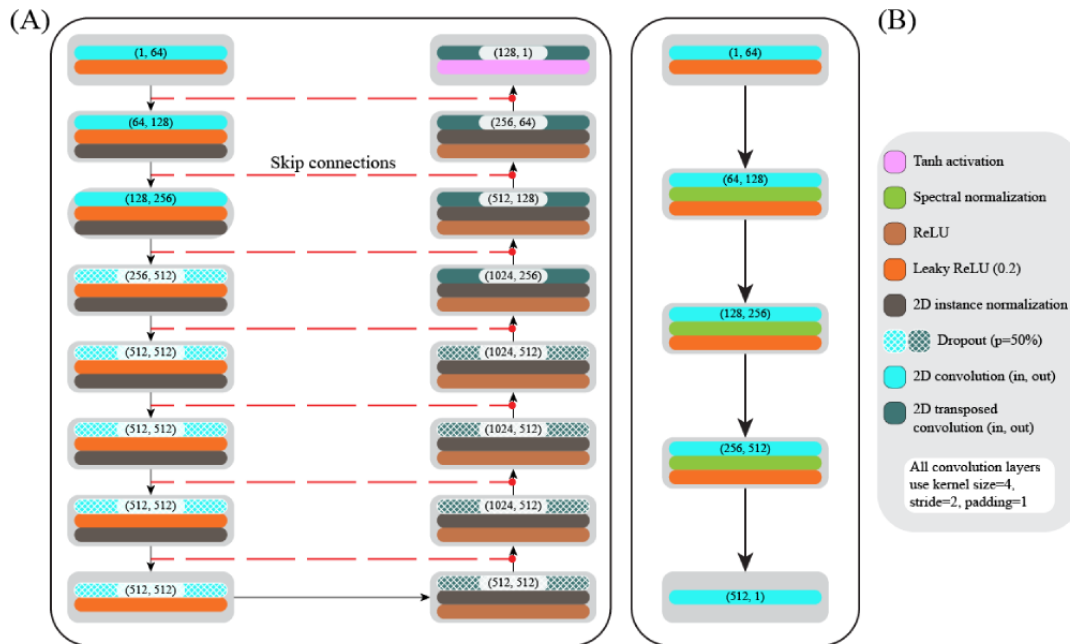 (A)
(1, 64)
(64, 128)
(128, 256)
(256, 512)
(512, 512)
(512, 512)
(512, 512)
(512, 512)
Skip connections
(128, 1)
(256, 64)
(512, 128)
(1024, 256)
(1024, 512)
(1024, 512)
(1024, 512)
(512, 512)
(B)
(1, 64)
(64, 128)
(128, 256)
(256, 512)
(512, 1)
Tanh activation
Spectral normalization
ReLU
Leaky ReLU (0.2)
2D instance normalization
Dropout (p=50%)
2D convolution (in, out)
2D transposed
convolution (in, out)
All convolution layers
use kernel size=4,
stride=2, padding=1